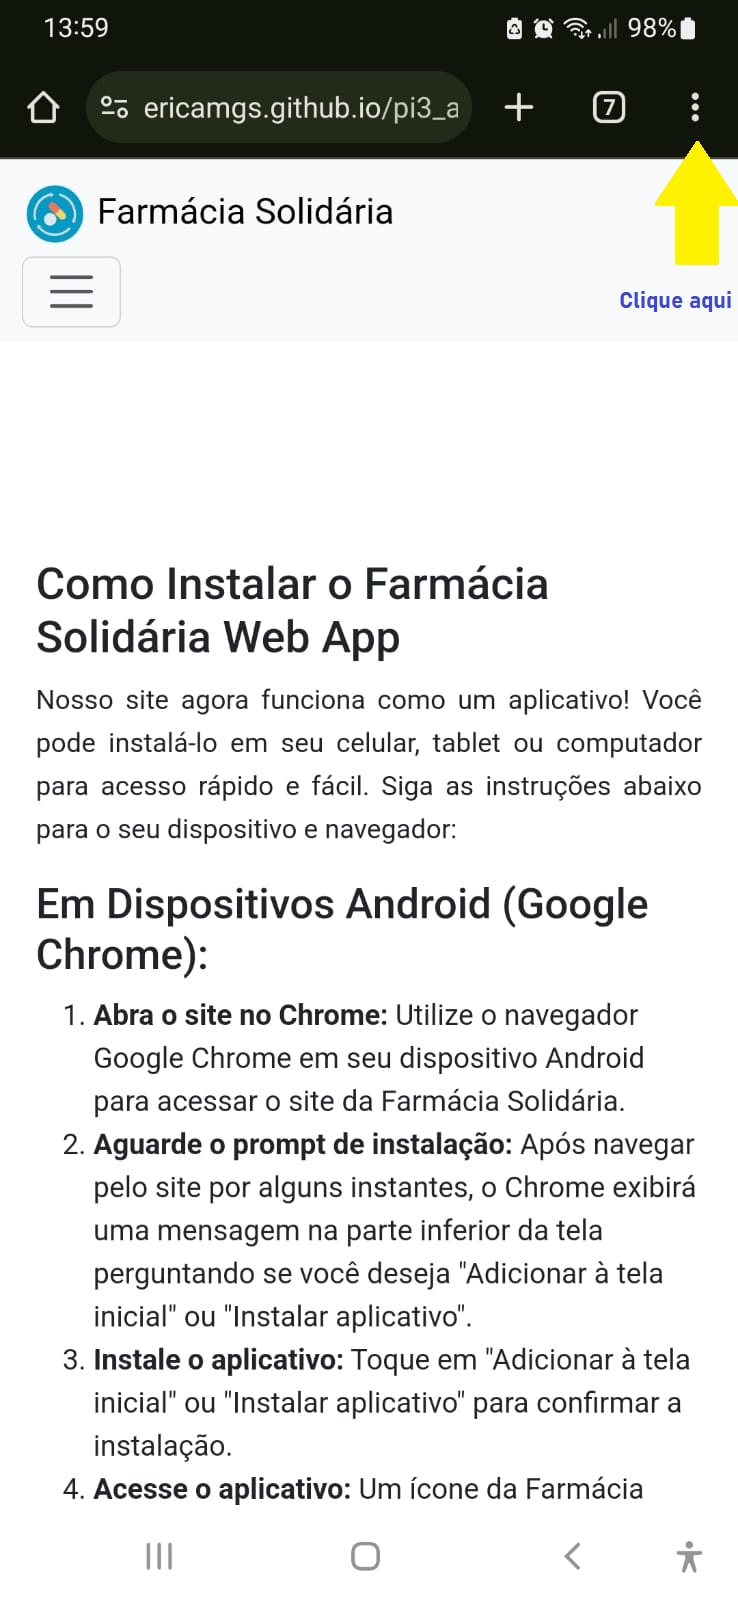 13:59
98%
ericamgs.github.io/pi3_a
7
Farmácia Solidária
Clique aqui
Como Instalar o Farmácia
Solidária Web App
Nosso site agora funciona como um aplicativo! Você
pode instalá-lo em seu celular, tablet ou computador
para acesso rápido e fácil. Siga as instruções abaixo
para o seu dispositivo e navegador:
Em Dispositivos Android (Google
Chrome):
1. Abra o site no Chrome: Utilize o navegador
Google Chrome em seu dispositivo Android
para acessar o site da Farmácia Solidária.
2. Aguarde o prompt de instalação: Após navegar
pelo site por alguns instantes, o Chrome exibirá
uma mensagem na parte inferior da tela
perguntando se você deseja "Adicionar à tela
inicial" ou "Instalar aplicativo".
3. Instale o aplicativo: Toque em "Adicionar à tela
inicial" ou "Instalar aplicativo" para confirmar a
instalação.
4. Acesse o aplicativo: Um ícone da Farmácia